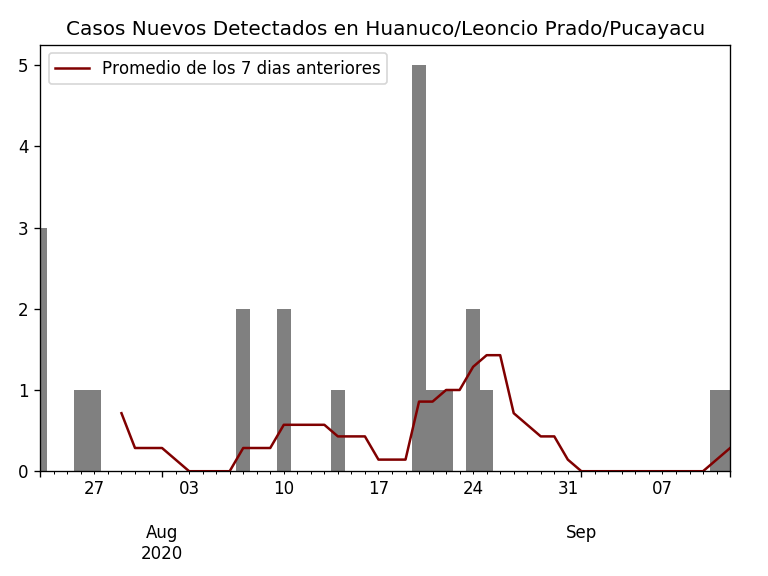 Casos Nuevos Detectados en Huanuco/Leoncio Prado/Pucayacu
Promedio de los 7 dias anteriores
5
4
3
2
1
0
27 03 10 17 24 31 07
Aug Sep
2020